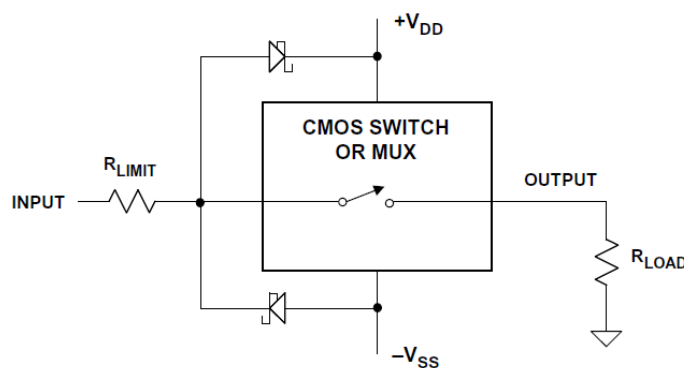 +VDD
CMOS SWITCH
OR MUX
RLIMIT
INPUT
OUTPUT
RLOAD
–VSS